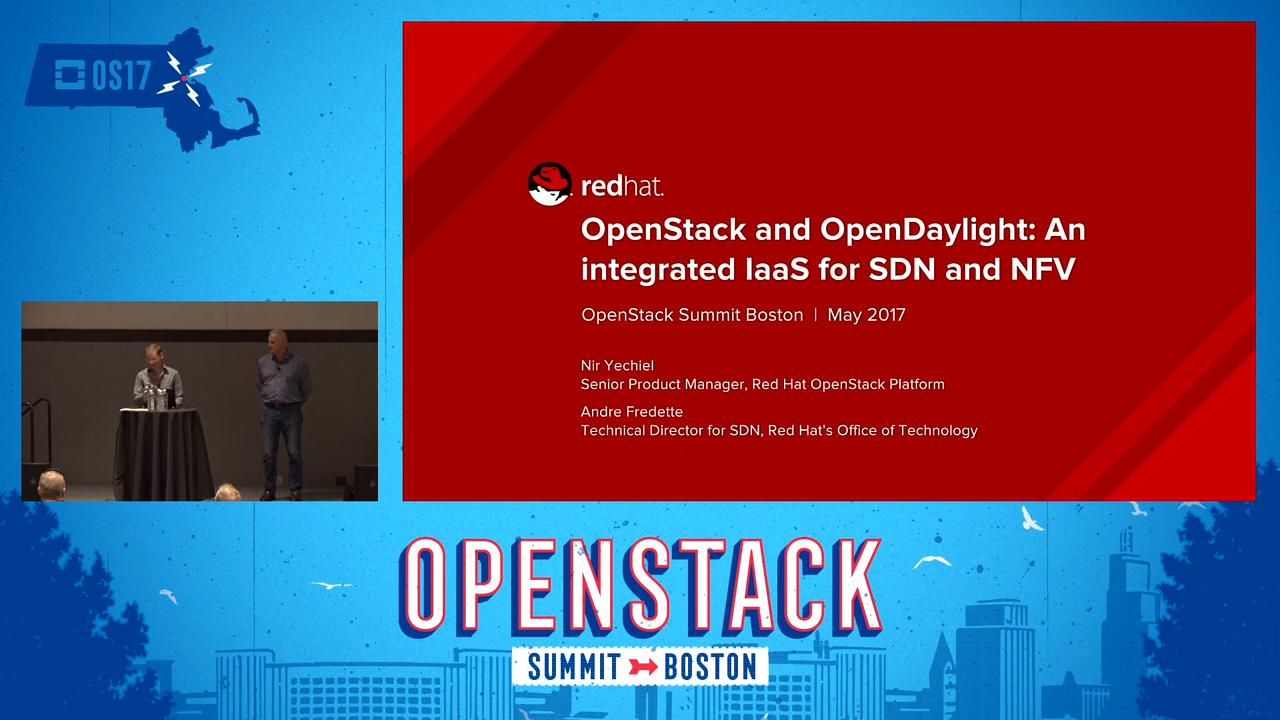 OS17
redhat.
OpenStack and OpenDaylight: An
integrated IaaS for SDN and NFV
OpenStack Summit Boston | May 2017
Nir Yechiel
Senior Product Manager, Red Hat OpenStack Platform
Andre Fredette
Technical Director for SDN, Red Hat's Office of Technology
OPENSTACK
SUMMIT BOSTON